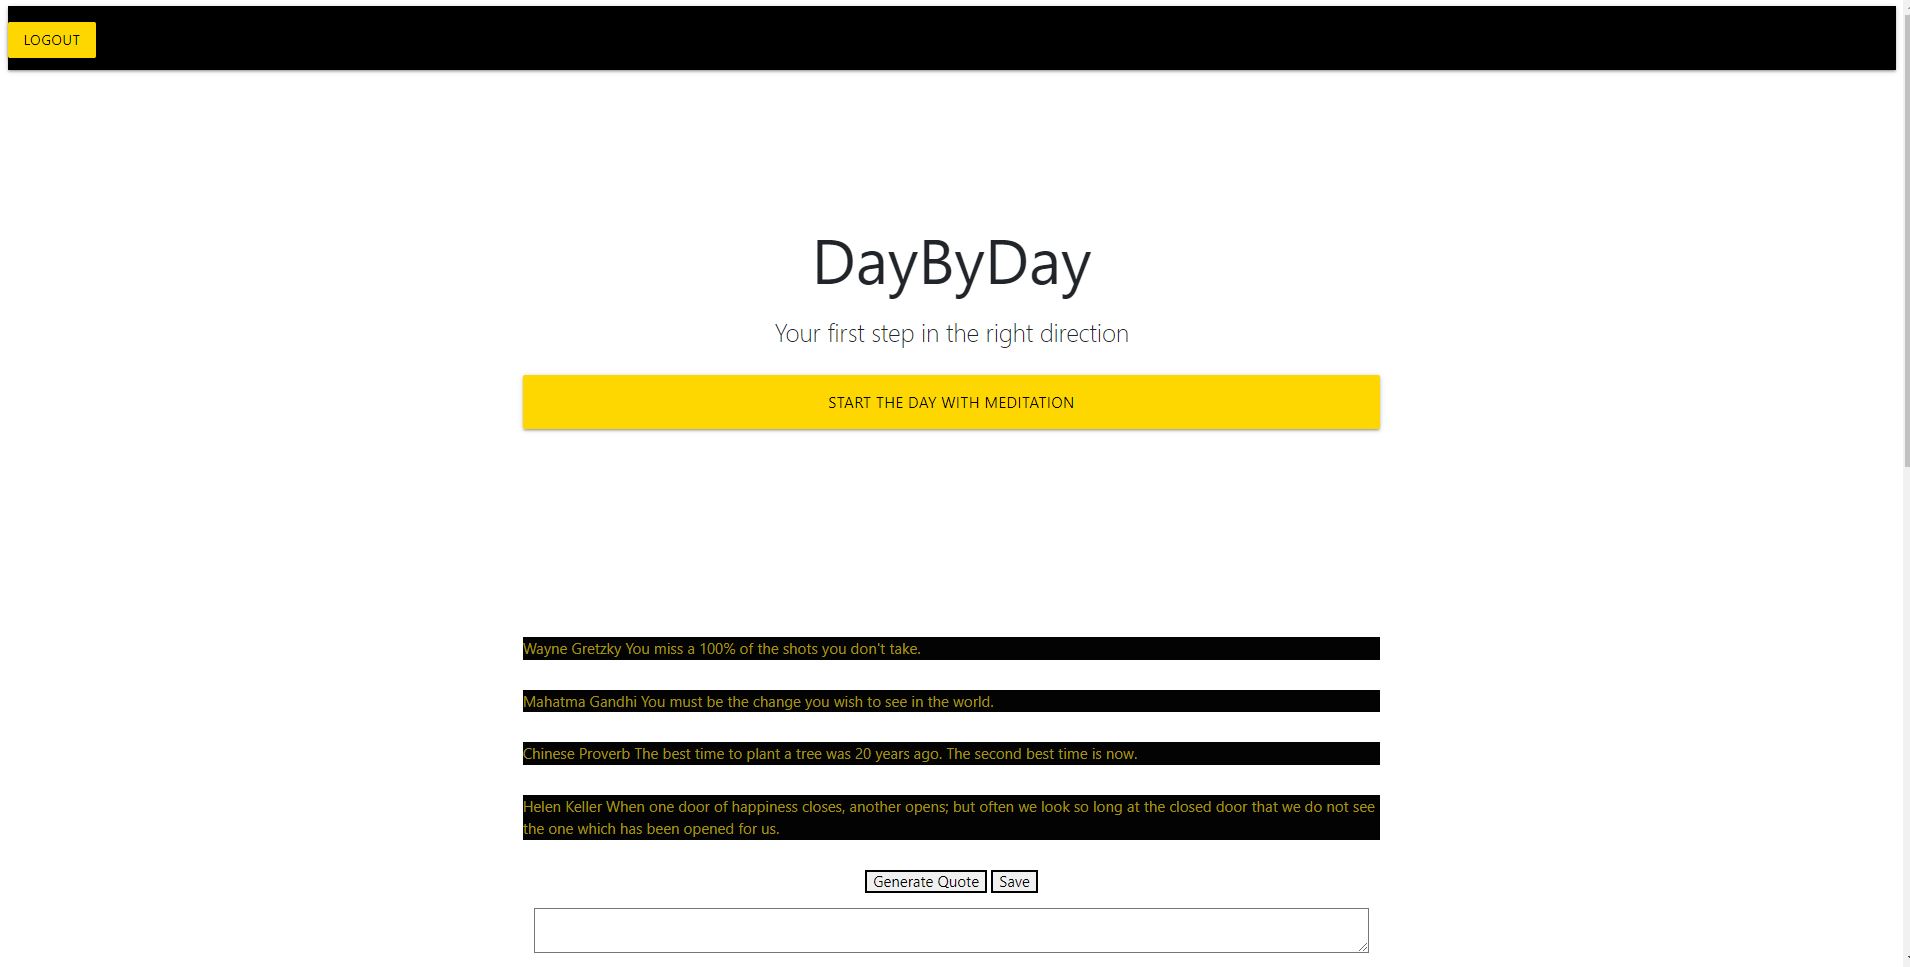 LOGOUT
DayByDay
Your first step in the right direction
START THE DAY WITH MEDITATION
Wayne Gretzky You miss a 100% of the shots you don't take.
Mahatma Gandhi You must be the change you wish to see in the world.
Chinese Proverb The best time to plant a tree was 20 years ago. The second best time is now.
Helen Keller When one door of happiness closes, another opens; but often we look so long at the closed door that we do not see
the one which has been opened for us.
Generate Quote Save